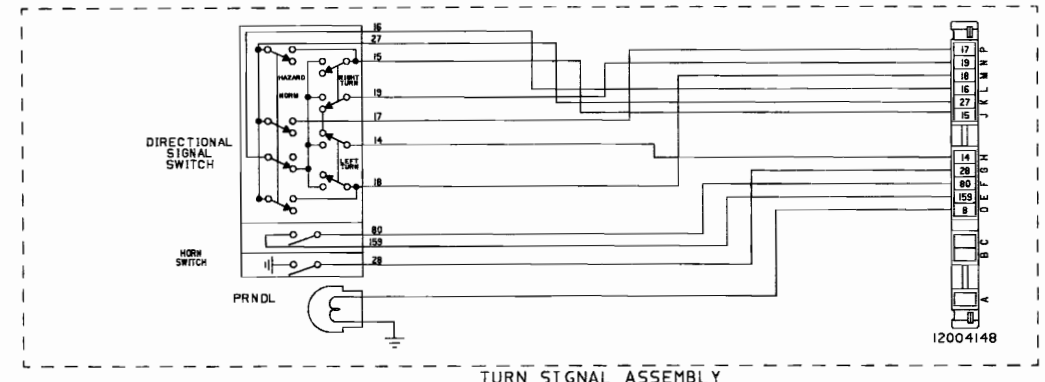 16
27
15
HAZARD
RIGHT
TURN
NORM
19
17
DIRECTIONAL
SIGNAL
SWITCH
14
LEFT
TURN
18
80
159
HORN
SWITCH
28
PRNDL
17 P
19 N
18 M
16 L
27 K
15 J
14 H
28 G
80 F
159 E
8 D
C
B
A
12004148
TURN SIGNAL ASSEMBLY